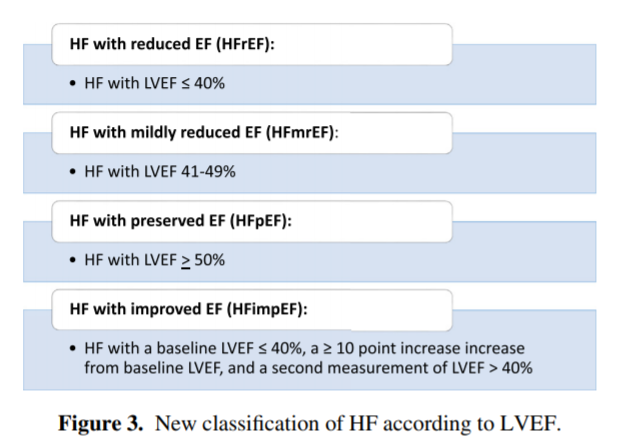 HF with reduced EF (HFrEF):
• HF with LVEF ≤ 40%
HF with mildly reduced EF (HFmrEF):
• HF with LVEF 41-49%
HF with preserved EF (HFpEF):
• HF with LVEF ≥ 50%
HF with improved EF (HFimpEF):
• HF with a baseline LVEF ≤ 40%, a ≥ 10 point increase increase
from baseline LVEF, and a second measurement of LVEF > 40%
Figure 3. New classification of HF according to LVEF.